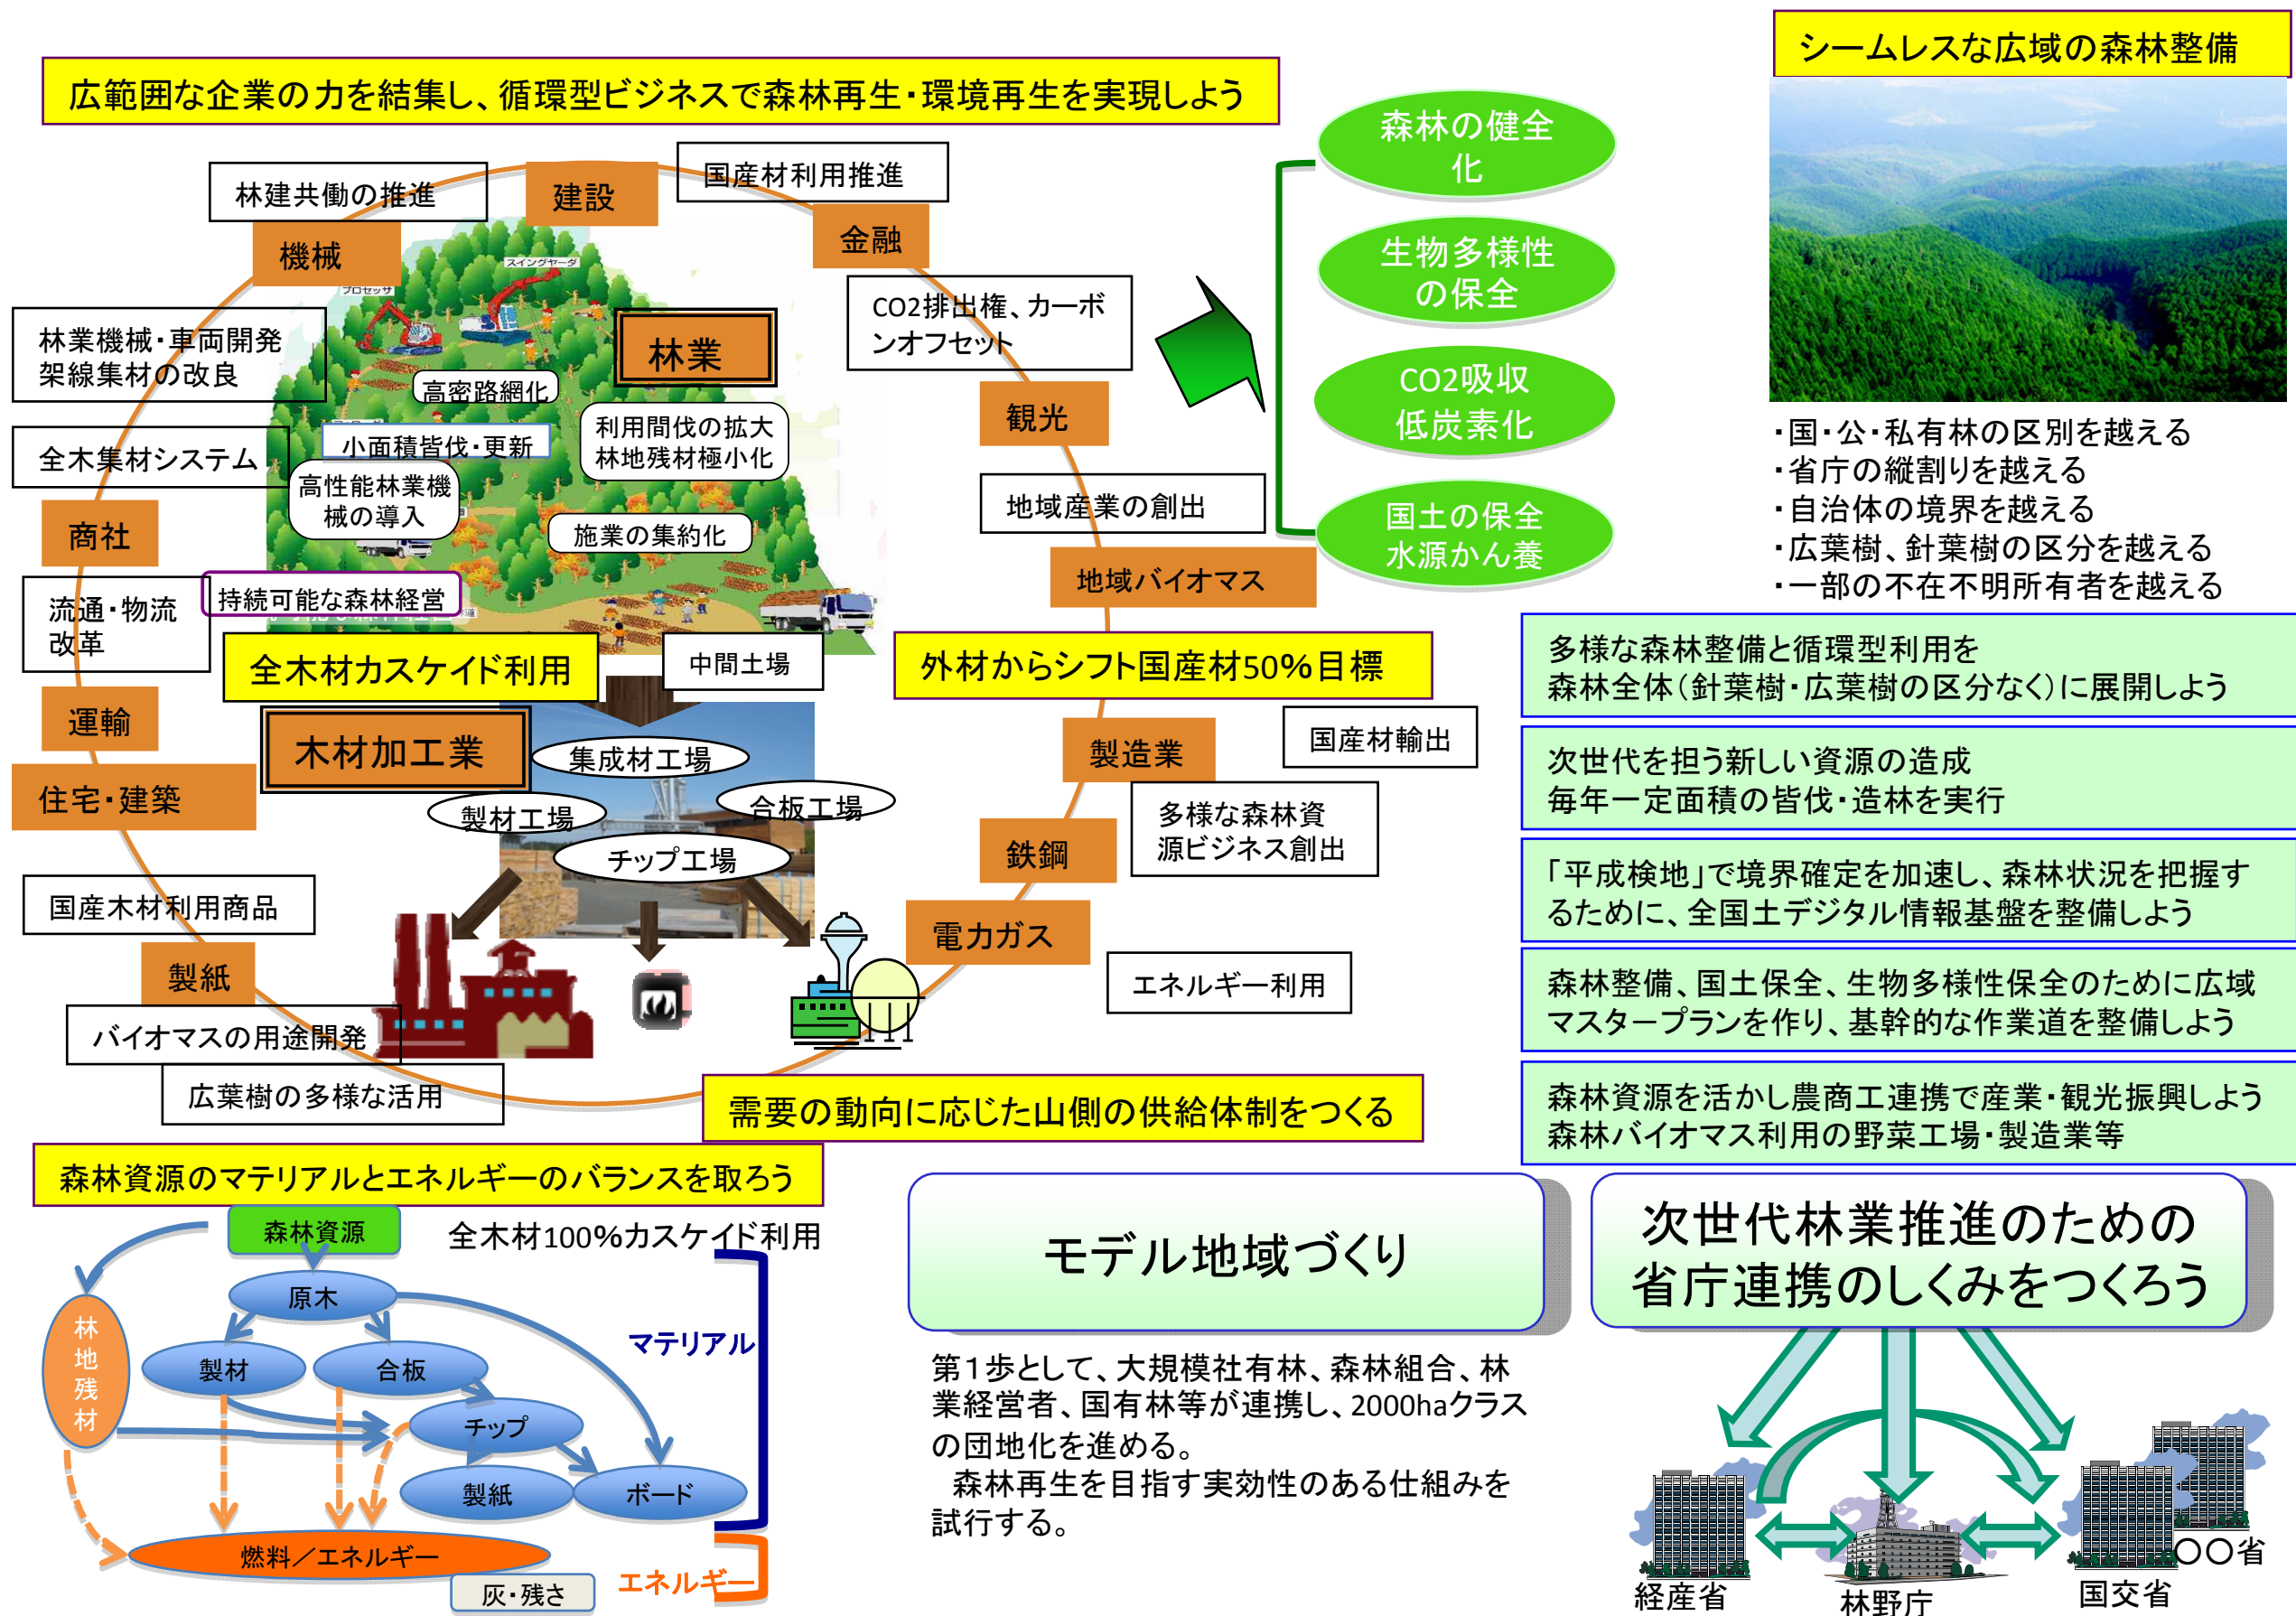 シームレスな広域の森林整備
広範囲な企業の力を結集し、循環型ビジネスで森林再生・環境再生を実現しよう
林建共働の推進
建設
国産材利用推進
機械
金融
スイングヤーダ
プロセッサ
林業機械・車両開発
架線集材の改良
林業
CO2排出権、カーボ
ンオフセット
高密路網化
観光
利用間伐の拡大
林地残材極小化
小面積皆伐・更新
全木集材システム
高性能林業機
械の導入
地域産業の創出
商社
施業の集約化
地域バイオマス
持続可能な森林経営
流通・物流
改革
全木材カスケイド利用
中間土場
外材からシフト国産材50%目標
運輸
木材加工業
集成材工場
製造業
国産材輸出
住宅・建築
製材工場
合板工場
多様な森林資
源ビジネス創出
チップ工場
鉄鋼
国産木材利用商品
電力ガス
製紙
エネルギー利用
バイオマスの用途開発
広葉樹の多様な活用
需要の動向に応じた山側の供給体制をつくる
森林の健全
化
生物多様性
の保全
CO2吸収
低炭素化
国土の保全
水源かん養
・国・公・私有林の区別を越える
・省庁の縦割りを越える
・自治体の境界を越える
・広葉樹、針葉樹の区分を越える
・一部の不在不明所有者を越える
多様な森林整備と循環型利用を
森林全体（針葉樹・広葉樹の区分なく）に展開しよう
次世代を担う新しい資源の造成
毎年一定面積の皆伐・造林を実行
「平成検地」で境界確定を加速し、森林状況を把握す
るために、全国土デジタル情報基盤を整備しよう
森林整備、国土保全、生物多様性保全のために広域
マスタープランを作り、基幹的な作業道を整備しよう
森林資源を活かし農商工連携で産業・観光振興しよう
森林バイオマス利用の野菜工場・製造業等
森林資源のマテリアルとエネルギーのバランスを取ろう
森林資源
全木材100%カスケイド利用
原木
林地残材
製材
合板
マテリアル
チップ
製紙
ボード
燃料／エネルギー
灰・残さ
エネルギー
モデル地域づくり
第１歩として、大規模社有林、森林組合、林
業経営者、国有林等が連携し、2000haクラス
の団地化を進める。
森林再生を目指す実効性のある仕組みを
試行する。
次世代林業推進のための
省庁連携のしくみをつくろう
経産省
林野庁
国交省
〇〇省